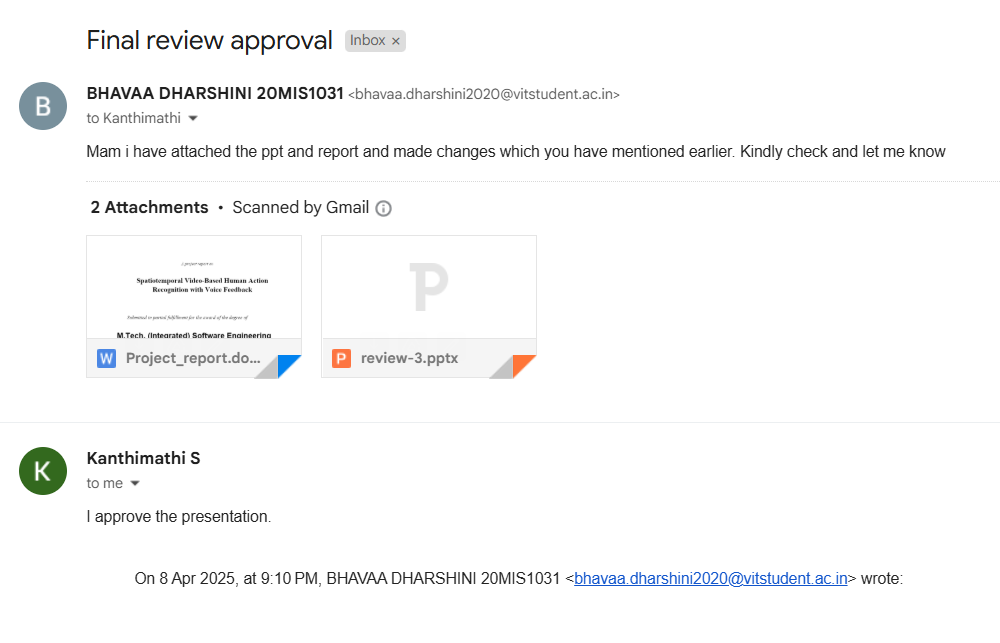 Final review approval Inbox ×
B
BHAVAA DHARSHINI 20MIS1031 <bhavaa.dharshini2020@vitstudent.ac.in>
to Kanthimathi
Mam i have attached the ppt and report and made changes which you have mentioned earlier. Kindly check and let me know
2 Attachments • Scanned by Gmail
A project report on
Spatiotemporal Video-Based Human Action
Recognition with Voice Feedback
Submitted in partial fulfillment for the award of the degree of
M.Tech. (Integrated) Software Engineering
P
W Project_report.do...
P review-3.pptx
K
Kanthimathi S
to me
I approve the presentation.
On 8 Apr 2025, at 9:10 PM, BHAVAA DHARSHINI 20MIS1031 <bhavaa.dharshini2020@vitstudent.ac.in> wrote: